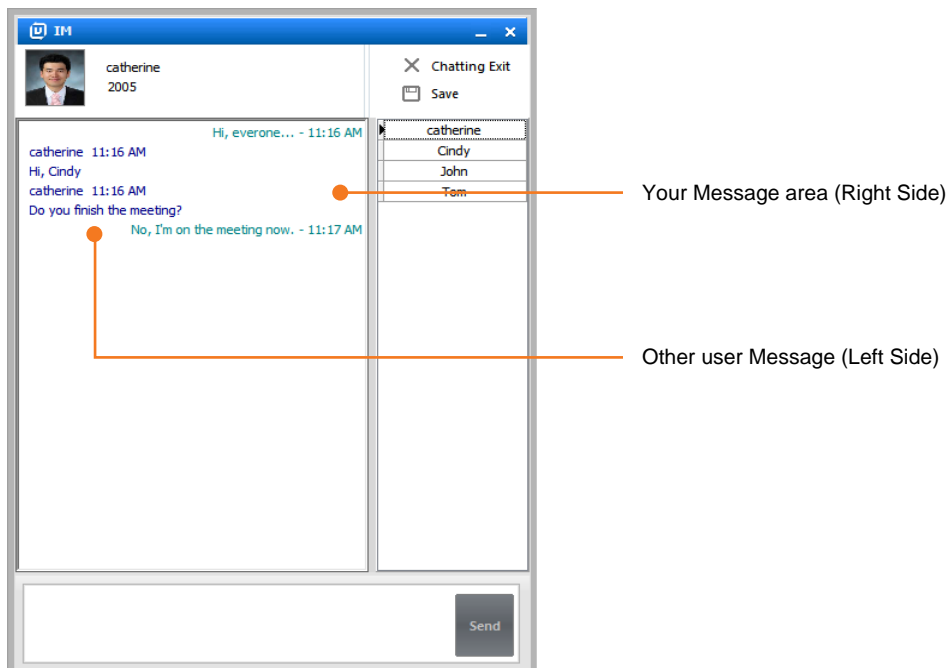 IM
catherine
2005
Chatting Exit
Save
Hi, everone... - 11:16 AM
catherine 11:16 AM
Hi, Cindy
catherine 11:16 AM
Do you finish the meeting?
No, I'm on the meeting now. - 11:17 AM
catherine
Cindy
John
Tom
Your Message area (Right Side)
Other user Message (Left Side)
Send